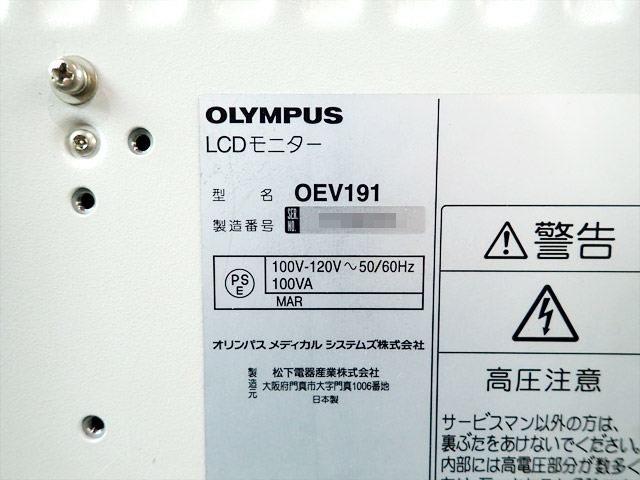 OLYMPUS
LCDモニター
型 名 OEV191
製造番号 SER. NO.
PS E
100V-120V～50/60Hz
100VA
MAR
オリンパス メディカル システムズ株式会社
製造元 松下電器産業株式会社
大阪府門真市大字門真1006番地
日本製
警告
高圧注意
サービスマン以外の方は、
裏ぶたをあけないでください。
内部には高電圧部分が数多く